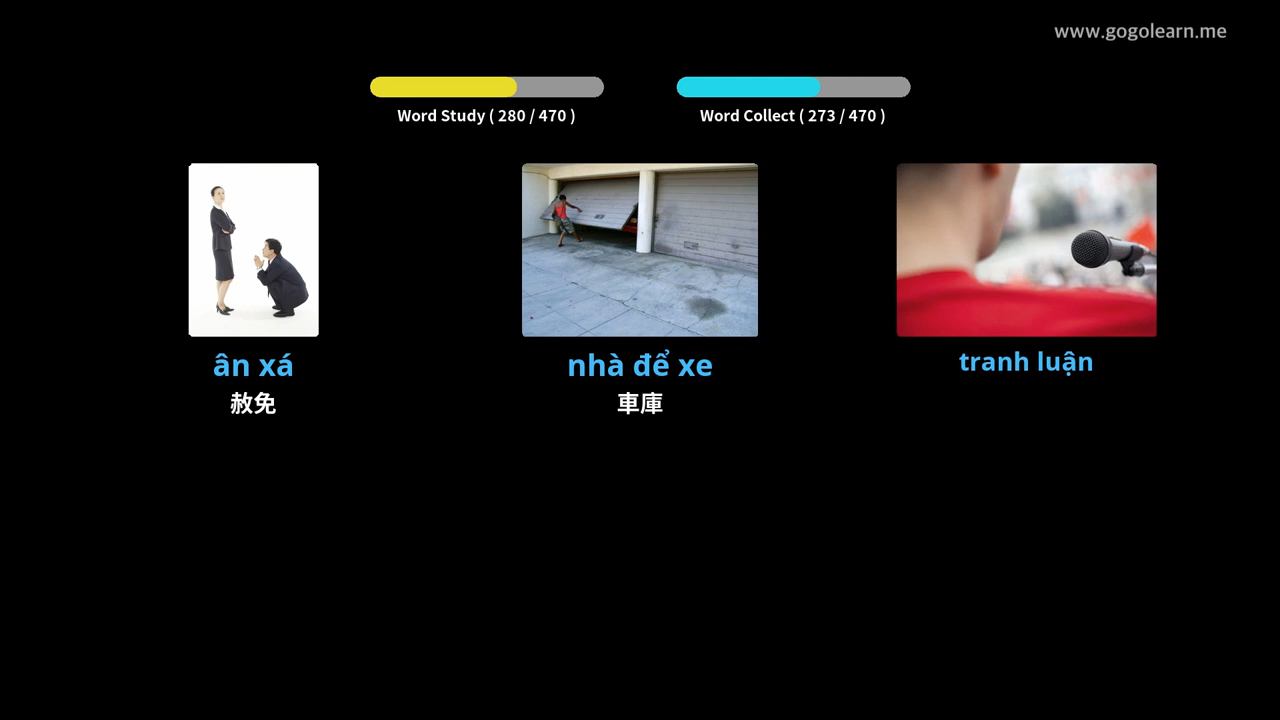 www.gogolearn.me
Word Study ( 280 / 470 )
Word Collect ( 273 / 470 )
ân xá
赦免
nhà để xe
車庫
tranh luận